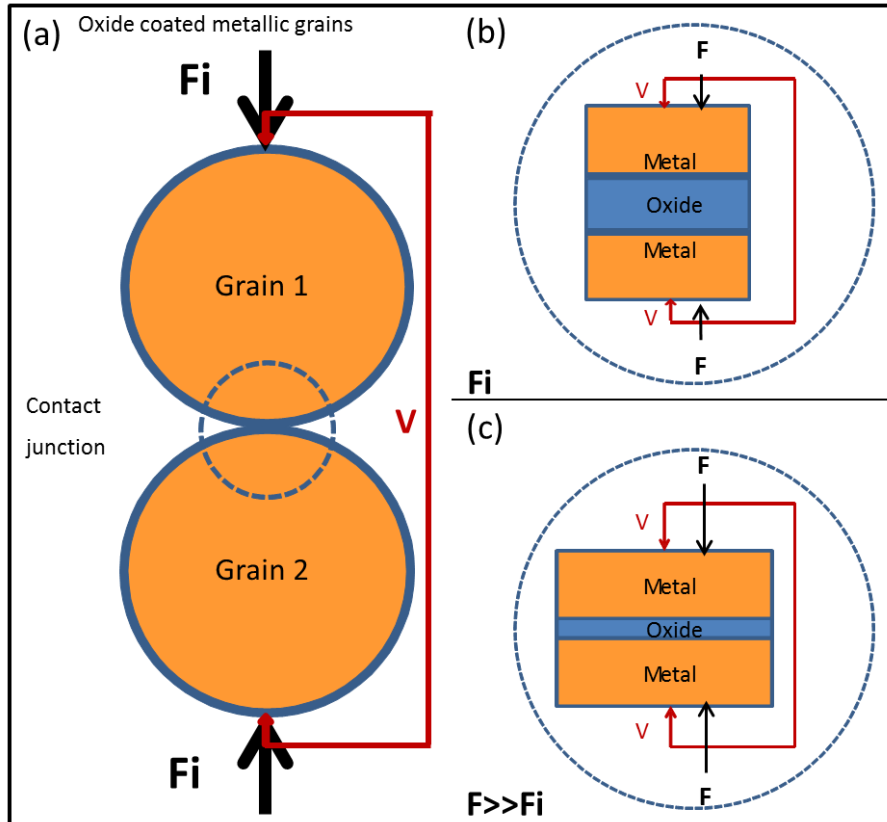 (a)
Oxide coated metallic grains
Fi
Grain 1
Contact
junction
V
Grain 2
Fi
(b)
F
V
Metal
Oxide
Metal
V
F
Fi
(c)
F
V
Metal
Oxide
Metal
V
F
F>>Fi